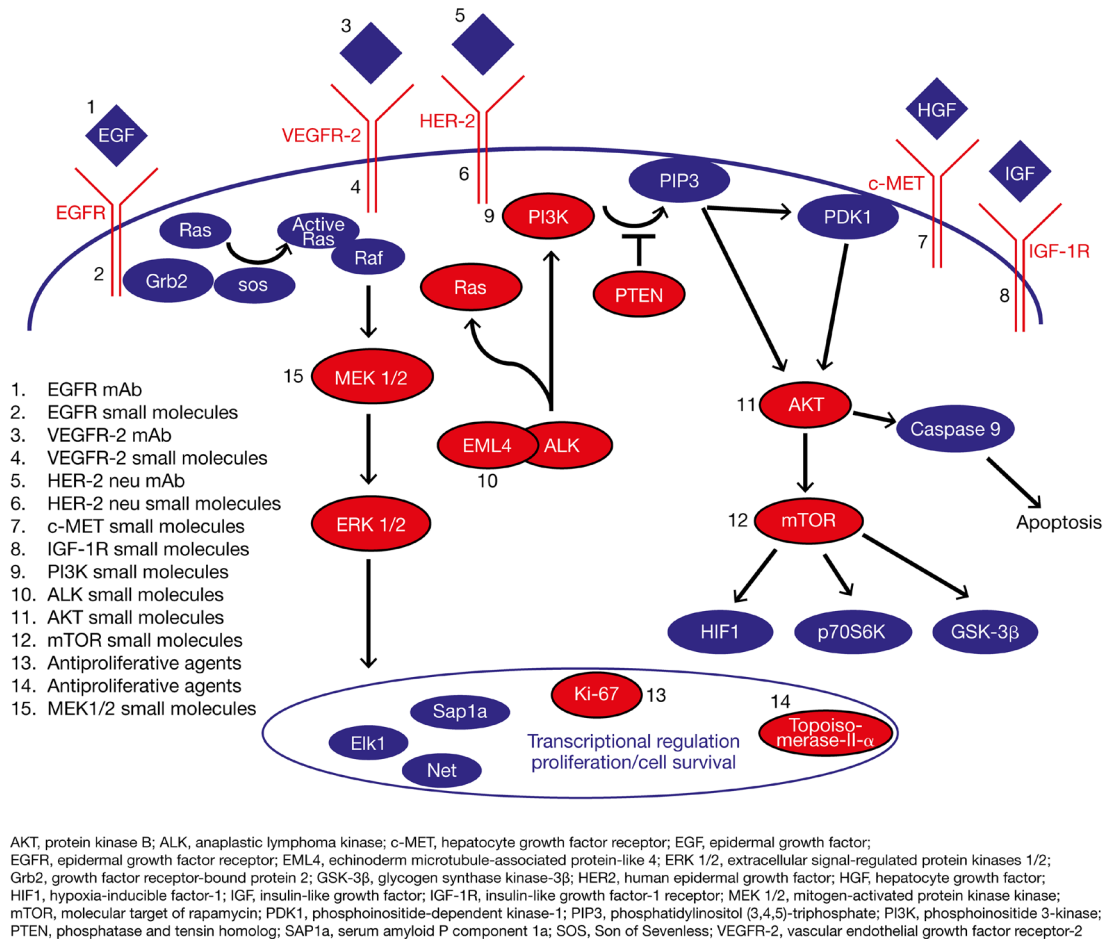 3
5
1
EGF
VEGFR-2
HER-2
HGF
IGF
EGFR
4
6
9
PI3K
PIP3
c-MET
PDK1
7
IGF-1R
8
Ras
Active
Ras
Raf
2
Grb2
sos
Ras
PTEN
15
MEK 1/2
11
AKT
Caspase 9
EML4
ALK
10
ERK 1/2
12
mTOR
Apoptosis
HIF1
p70S6K
GSK-3β
1. EGFR mAb
2. EGFR small molecules
3. VEGFR-2 mAb
4. VEGFR-2 small molecules
5. HER-2 neu mAb
6. HER-2 neu small molecules
7. c-MET small molecules
8. IGF-1R small molecules
9. PI3K small molecules
10. ALK small molecules
11. AKT small molecules
12. mTOR small molecules
13. Antiproliferative agents
14. Antiproliferative agents
15. MEK1/2 small molecules
Ki-67
13
14
Sap1a
Topoiso-
merase-II-α
Elk1
Net
Transcriptional regulation
proliferation/cell survival
AKT, protein kinase B; ALK, anaplastic lymphoma kinase; c-MET, hepatocyte growth factor receptor; EGF, epidermal growth factor;
EGFR, epidermal growth factor receptor; EML4, echinoderm microtubule-associated protein-like 4; ERK 1/2, extracellular signal-regulated protein kinases 1/2;
Grb2, growth factor receptor-bound protein 2; GSK-3β, glycogen synthase kinase-3β; HER2, human epidermal growth factor; HGF, hepatocyte growth factor;
HIF1, hypoxia-inducible factor-1; IGF, insulin-like growth factor; IGF-1R, insulin-like growth factor-1 receptor; MEK 1/2, mitogen-activated protein kinase kinase;
mTOR, molecular target of rapamycin; PDK1, phosphoinositide-dependent kinase-1; PIP3, phosphatidylinositol (3,4,5)-triphosphate; PI3K, phosphoinositide 3-kinase;
PTEN, phosphatase and tensin homolog; SAP1a, serum amyloid P component 1a; SOS, Son of Sevenless; VEGFR-2, vascular endothelial growth factor receptor-2